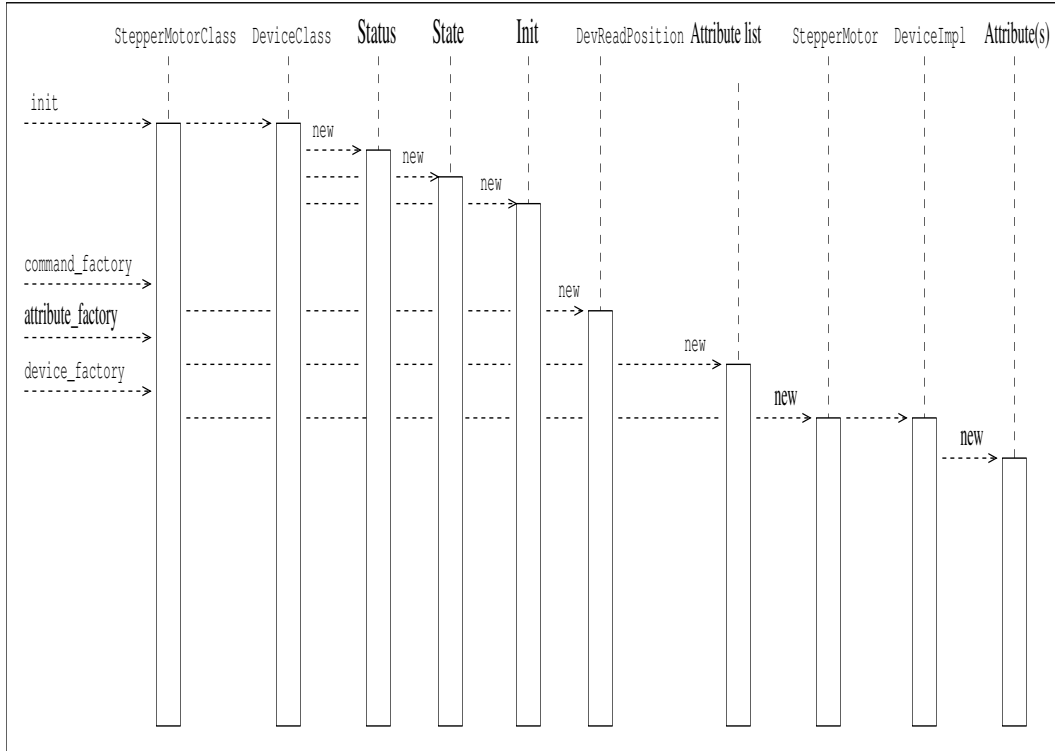 StepperMotorClass DeviceClass Status State Init DevReadPosition Attribute list StepperMotor DeviceImpl Attribute(s)
init
new
new
new
command_factory
new
attribute_factory
new
device_factory
new
new